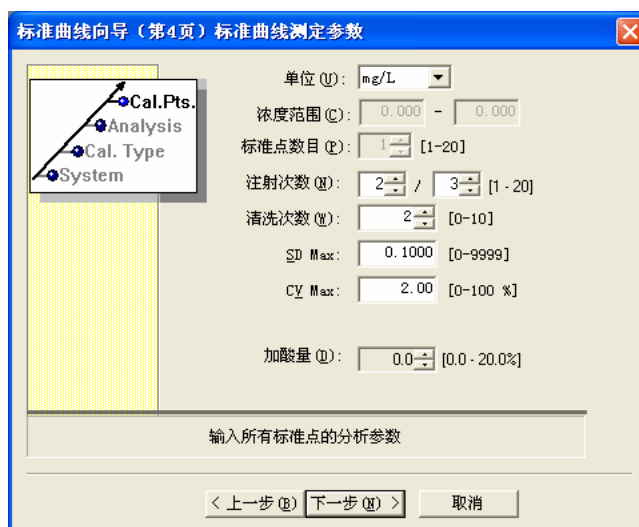 标准曲线向导（第4页）标准曲线测定参数
Cal.Pts.
Analysis
Cal. Type
System
单位(U): mg/L
浓度范围(C): 0.000 - 0.000
标准点数目(P): 1 [1-20]
注射次数(N): 2 / 3 [1 - 20]
清洗次数(W): 2 [0-10]
SD Max: 0.1000 [0-9999]
CV Max: 2.00 [0-100 %]
加酸量(D): 0.0 [0.0 - 20.0%]
输入所有标准点的分析参数
< 上一步(B) 下一步(N) > 取消